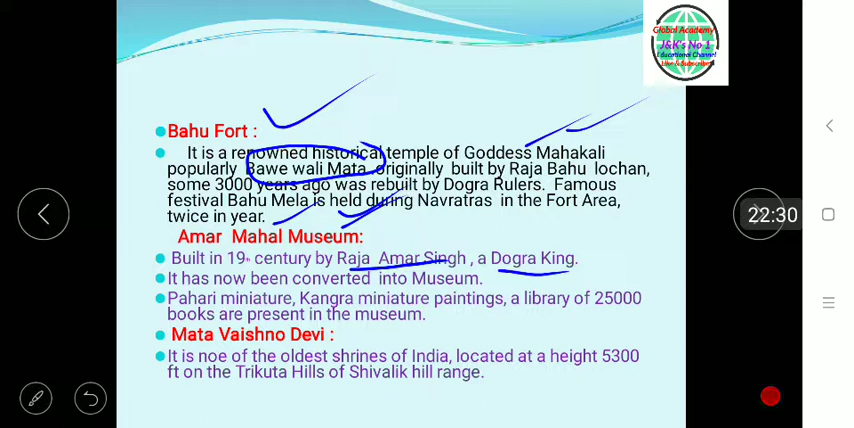 Global Academy
J&K's No 1
Educational Channel
Like & Subscribe
Bahu Fort :
It is a renowned historical temple of Goddess Mahakali
popularly Bawe wali Mata ,originally built by Raja Bahu lochan,
some 3000 years ago was rebuilt by Dogra Rulers. Famous
festival Bahu Mela is held during Navratras in the Fort Area,
twice in year.
Amar Mahal Museum:
Built in 19th century by Raja Amar Singh , a Dogra King.
It has now been converted into Museum.
Pahari miniature, Kangra miniature paintings, a library of 25000
books are present in the museum.
Mata Vaishno Devi :
It is noe of the oldest shrines of India, located at a height 5300
ft on the Trikuta Hills of Shivalik hill range.
22:30